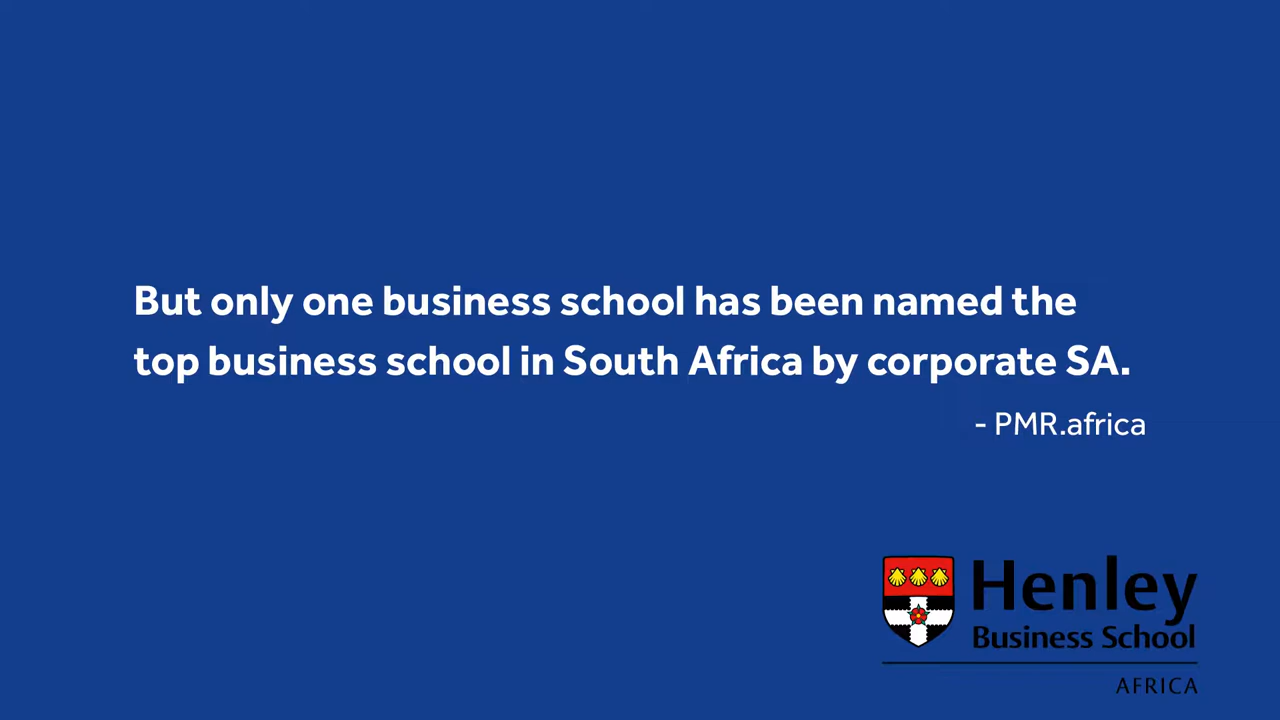 But only one business school has been named the
top business school in South Africa by corporate SA.
- PMR.africa
Henley
Business School
AFRICA